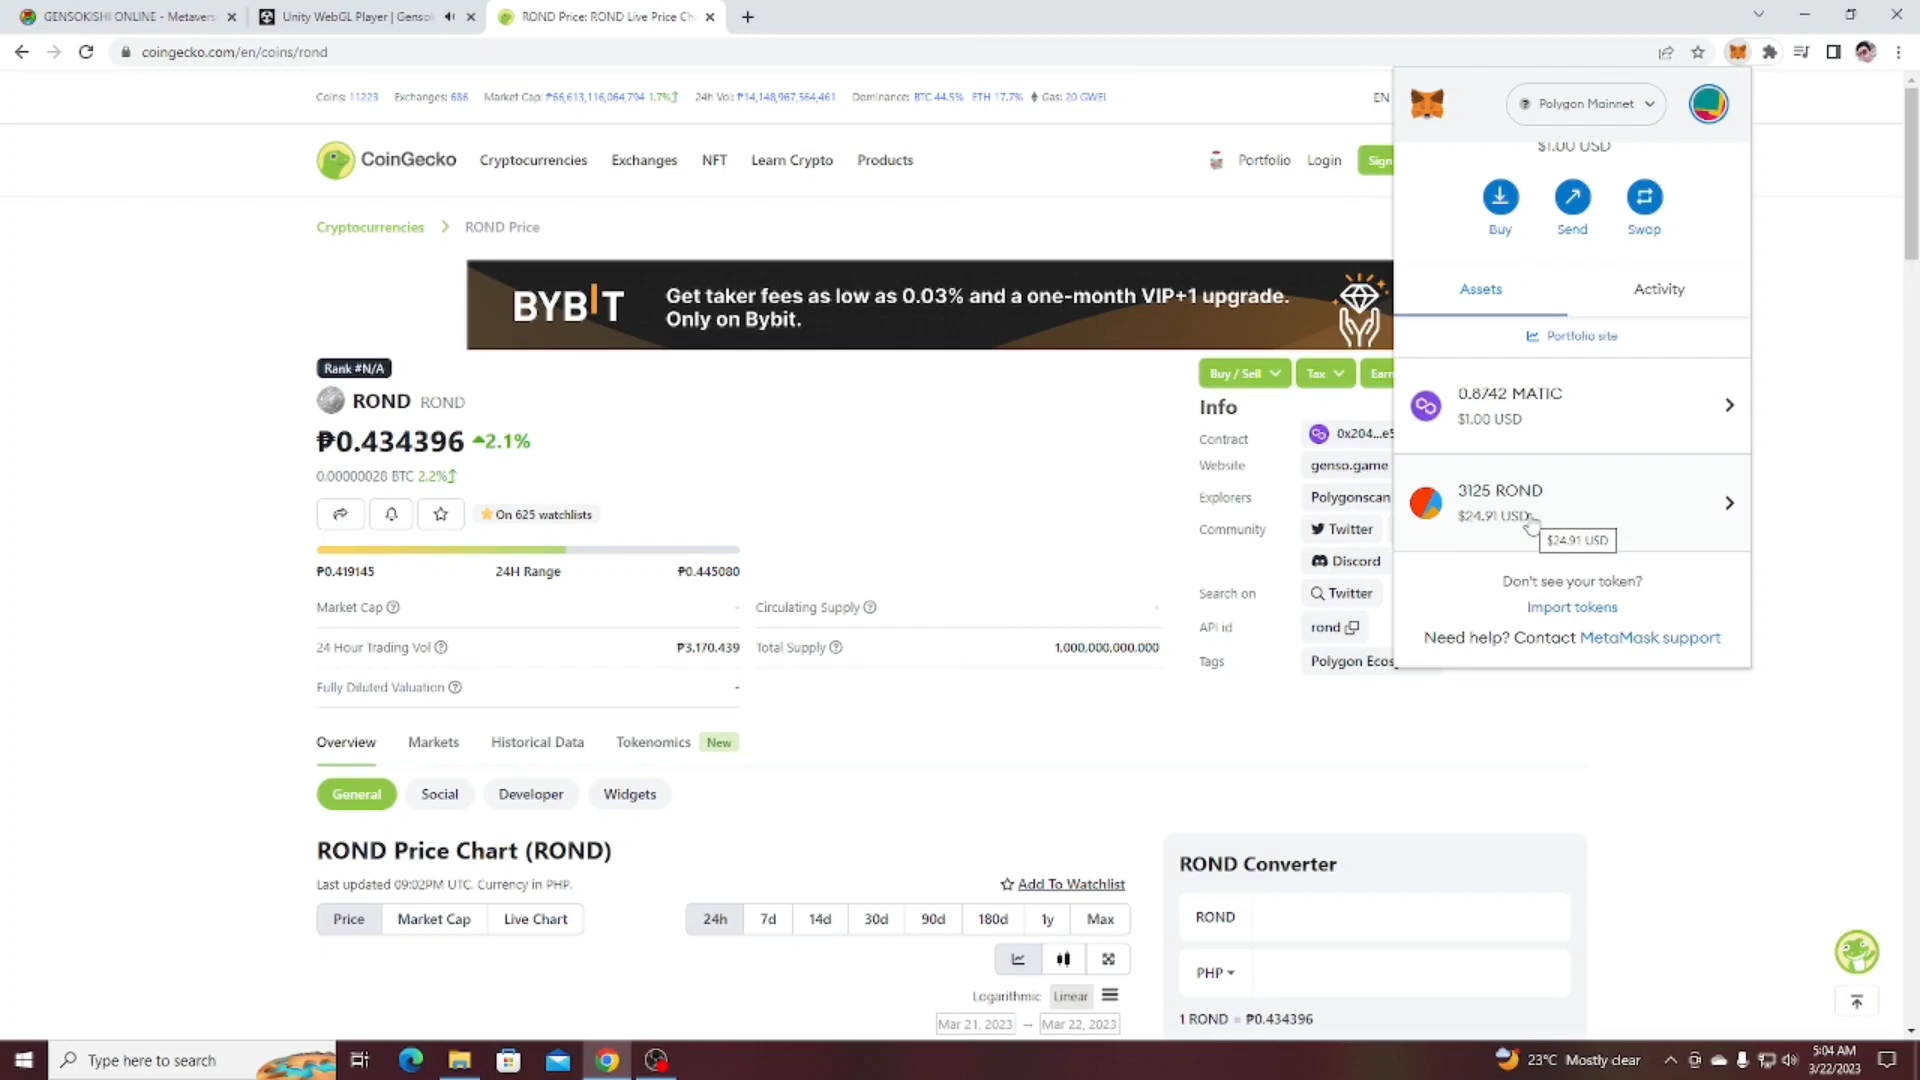 GENSOKISHI ONLINE - Metavers
Unity WebGL Player | Gensok
ROND Price: ROND Live Price Ch
coingecko.com/en/coins/rond
Coins: 11223 Exchanges: 686 Market Cap: ₱66,613,116,064,794 1.7% 24h Vol: ₱14,148,967,564,461 Dominance: BTC 44.5% ETH 17.7% Gas: 20 GWEI
EN
CoinGecko
Cryptocurrencies Exchanges NFT Learn Crypto Products
Portfolio Login Sign
Cryptocurrencies > ROND Price
BYBIT
Get taker fees as low as 0.03% and a one-month VIP+1 upgrade.
Only on Bybit.
Rank #N/A
ROND ROND
₱0.434396 2.1%
0.00000028 BTC 2.2%
On 625 watchlists
₱0.419145 24H Range ₱0.445080
Market Cap -
Circulating Supply -
24 Hour Trading Vol ₱3,170,439
Total Supply 1,000,000,000,000
Fully Diluted Valuation -
Buy / Sell Tax Earn
Info
Contract 0x204...e5
Website genso.game
Explorers Polygonscan
Community Twitter
Discord
Search on Twitter
API id rond
Tags Polygon Ecos
Polygon Mainnet
$1.00 USD
Buy Send Swap
Assets Activity
Portfolio site
0.8742 MATIC
$1.00 USD
3125 ROND
$24.91 USD
$24.91 USD
Don't see your token?
Import tokens
Need help? Contact MetaMask support
Overview Markets Historical Data Tokenomics New
General Social Developer Widgets
ROND Price Chart (ROND)
Last updated 09:02PM UTC. Currency in PHP.
Add To Watchlist
Price Market Cap Live Chart
24h 7d 14d 30d 90d 180d 1y Max
Logarithmic Linear
Mar 21, 2023 → Mar 22, 2023
ROND Converter
ROND
PHP
1 ROND = ₱0.434396
Type here to search
23°C Mostly clear
5:04 AM
3/22/2023